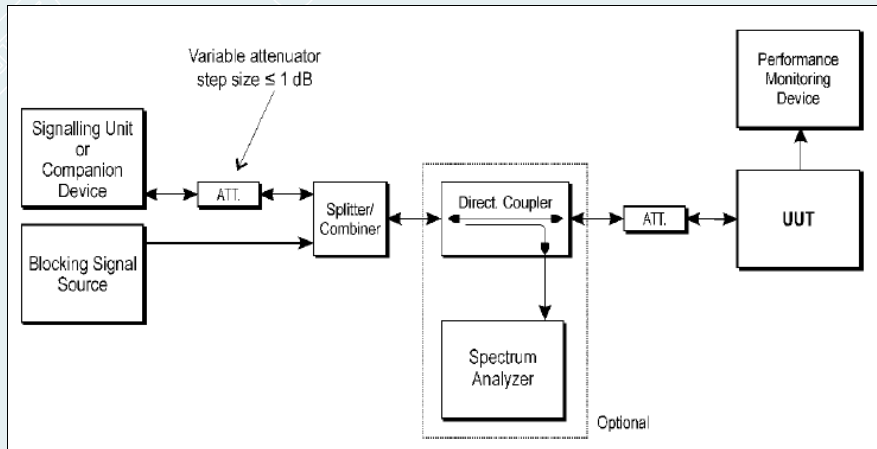 Variable attenuator
step size ≤ 1 dB
Performance
Monitoring
Device
Signalling Unit
or
Companion
Device
ATT.
Splitter/
Combiner
Direct. Coupler
ATT.
UUT
Blocking Signal
Source
Spectrum
Analyzer
Optional